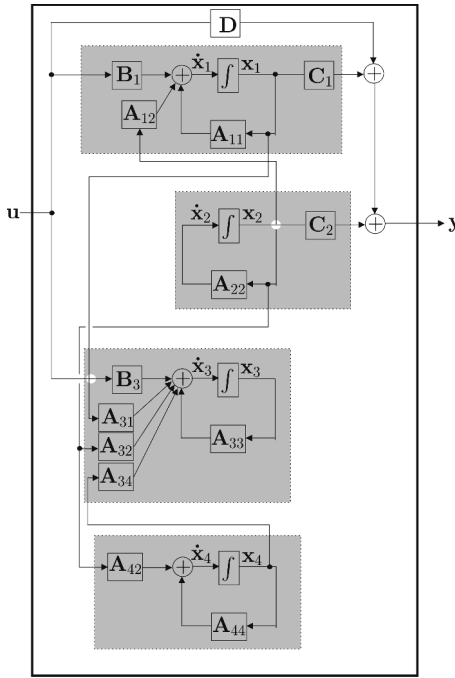 D
B₁ ẋ₁ ∫ x₁ C₁
A₁₂
A₁₁
u
ẋ₂ ∫ x₂ C₂
y
A₂₂
B₃ ẋ₃ ∫ x₃
A₃₁
A₃₂ A₃₃
A₃₄
A₄₂ ẋ₄ ∫ x₄
A₄₄